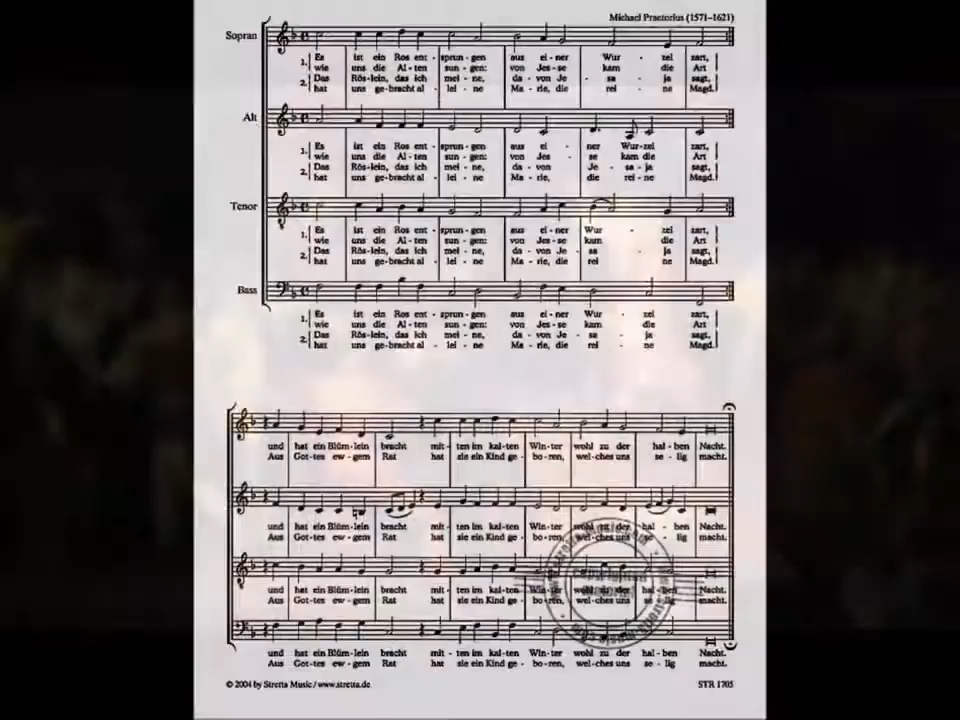 Michael Praetorius (1571–1621)
Sopran
1. Es ist ein Ros ent - sprun - gen aus ei - ner Wur - zel zart,
wie uns die Al - ten sun - gen: von Jes - se kam die Art
2. Das Rös - lein, das ich mei - ne, da - von Je - sa - ja sagt,
hat uns ge - bracht al - lei - ne Ma - rie, die rei - ne Magd.
Alt
1. Es ist ein Ros ent - sprun - gen aus ei - ner Wur - zel zart,
wie uns die Al - ten sun - gen: von Jes - se kam die Art
2. Das Rös - lein, das ich mei - ne, da - von Je - sa - ja sagt,
hat uns ge - bracht al - lei - ne Ma - rie, die rei - ne Magd.
Tenor
1. Es ist ein Ros ent - sprun - gen aus ei - ner Wur - zel zart,
wie uns die Al - ten sun - gen: von Jes - se kam die Art
2. Das Rös - lein, das ich mei - ne, da - von Je - sa - ja sagt,
hat uns ge - bracht al - lei - ne Ma - rie, die rei ne Magd.
Bass
1. Es ist ein Ros ent - sprun - gen aus ei - ner Wur - zel zart,
wie uns die Al - ten sun - gen: von Jes - se kam die Art
2. Das Rös - lein, das ich mei - ne, da - von Je - sa - ja sagt,
hat uns ge - bracht al - lei - ne Ma - rie, die rei - ne Magd.
und hat ein Blüm - lein bracht mit - ten im kal - ten Win - ter wohl zu der hal - ben Nacht.
Aus Got - tes ew - gem Rat hat sie ein Kind ge - bo - ren, wel - ches uns se - lig macht.
und hat ein Blüm - lein bracht mit - ten im kal - ten Win - ter wohl zu der hal - ben Nacht.
Aus Got - tes ew - gem Rat hat sie ein Kind ge - bo - ren, wel - ches uns se - lig macht.
und hat ein Blüm - lein bracht mit - ten im kal - ten Win - ter wohl zu der hal - ben Nacht.
Aus Got - tes ew - gem Rat hat sie ein Kind ge - bo - ren, wel - ches uns se - lig macht.
und hat ein Blüm - lein bracht mit - ten im kal - ten Win - ter wohl zu der hal - ben Nacht.
Aus Got - tes ew - gem Rat hat sie ein Kind ge - bo - ren, wel - ches uns se - lig macht.
© 2004 by Stretta Music / www.stretta.de
STR 1705